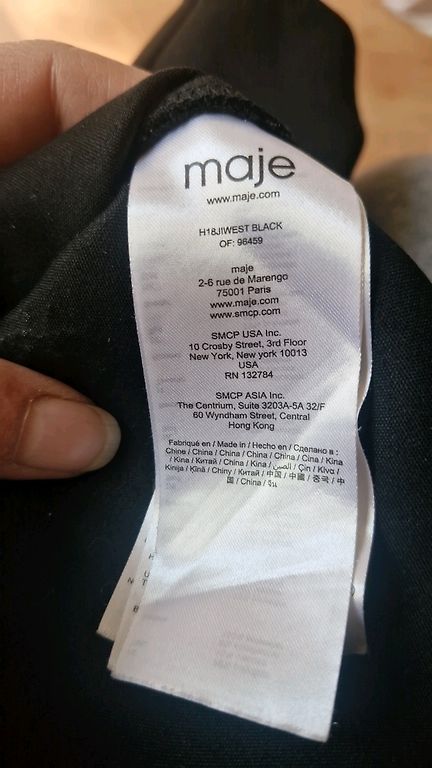 maje
www.maje.com
H18JIWEST BLACK
OF: 96459
maje
2-6 rue de Marengo
75001 Paris
www.maje.com
www.smcp.com
SMCP USA Inc.
10 Crosby Street, 3rd Floor
New York, New york 10013
USA
RN 132784
SMCP ASIA Inc.
The Centrium, Suite 3203A-5A 32/F
60 Wyndham Street, Central
Hong Kong
Fabriqué en / Made in / Hecho en / Сделано в :
Chine / China / China / China / China / Cina / Kina
/ Kina / Китай / China / الصين / Çin / Κίνα /
Kinija / Ķīnā / Chiny / Китай / 中国 / 中國 / 중국 / 中
国 / China / จีน